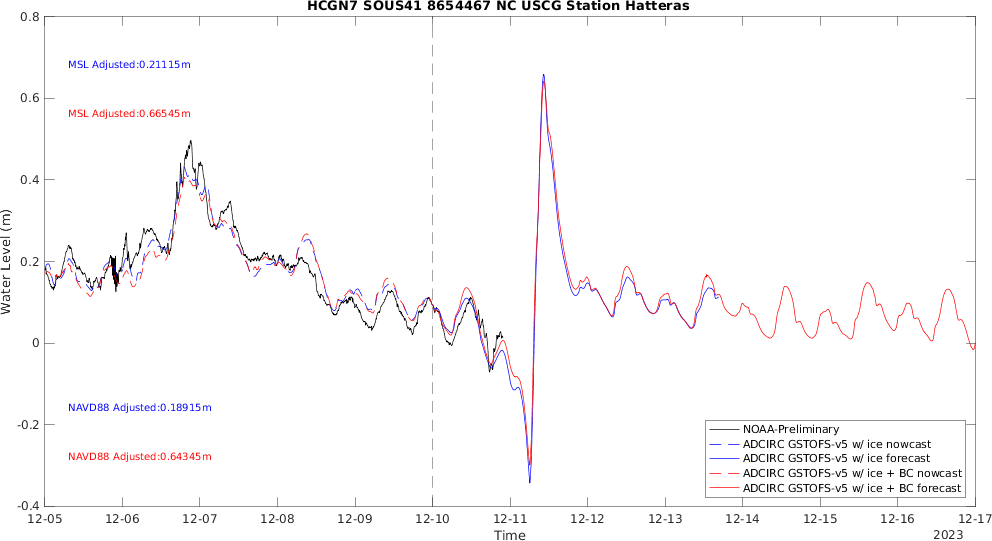 HCGN7 SOUS41 8654467 NC USCG Station Hatteras
0.8
0.6
0.4
0.2
0
-0.2
-0.4
Water Level (m)
MSL Adjusted:0.21115m
MSL Adjusted:0.66545m
NAVD88 Adjusted:0.18915m
NAVD88 Adjusted:0.64345m
NOAA-Preliminary
ADCIRC GSTOFS-v5 w/ ice nowcast
ADCIRC GSTOFS-v5 w/ ice forecast
ADCIRC GSTOFS-v5 w/ ice + BC nowcast
ADCIRC GSTOFS-v5 w/ ice + BC forecast
12-05 12-06 12-07 12-08 12-09 12-10 12-11 12-12 12-13 12-14 12-15 12-16 12-17
Time
2023